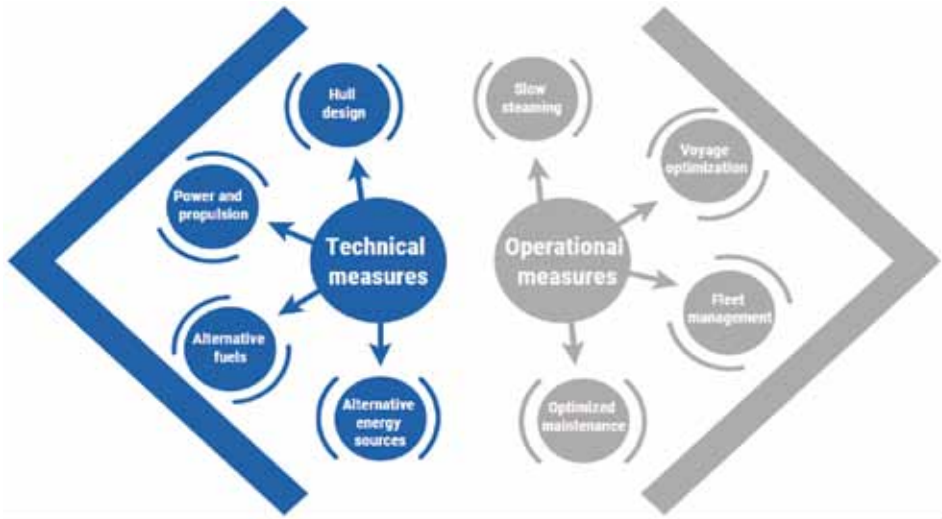 Hull
design
Power and
propulsion
Technical
measures
Alternative
fuels
Alternative
energy
sources
Slow
steaming
Voyage
optimization
Operational
measures
Fleet
management
Optimized
maintenance